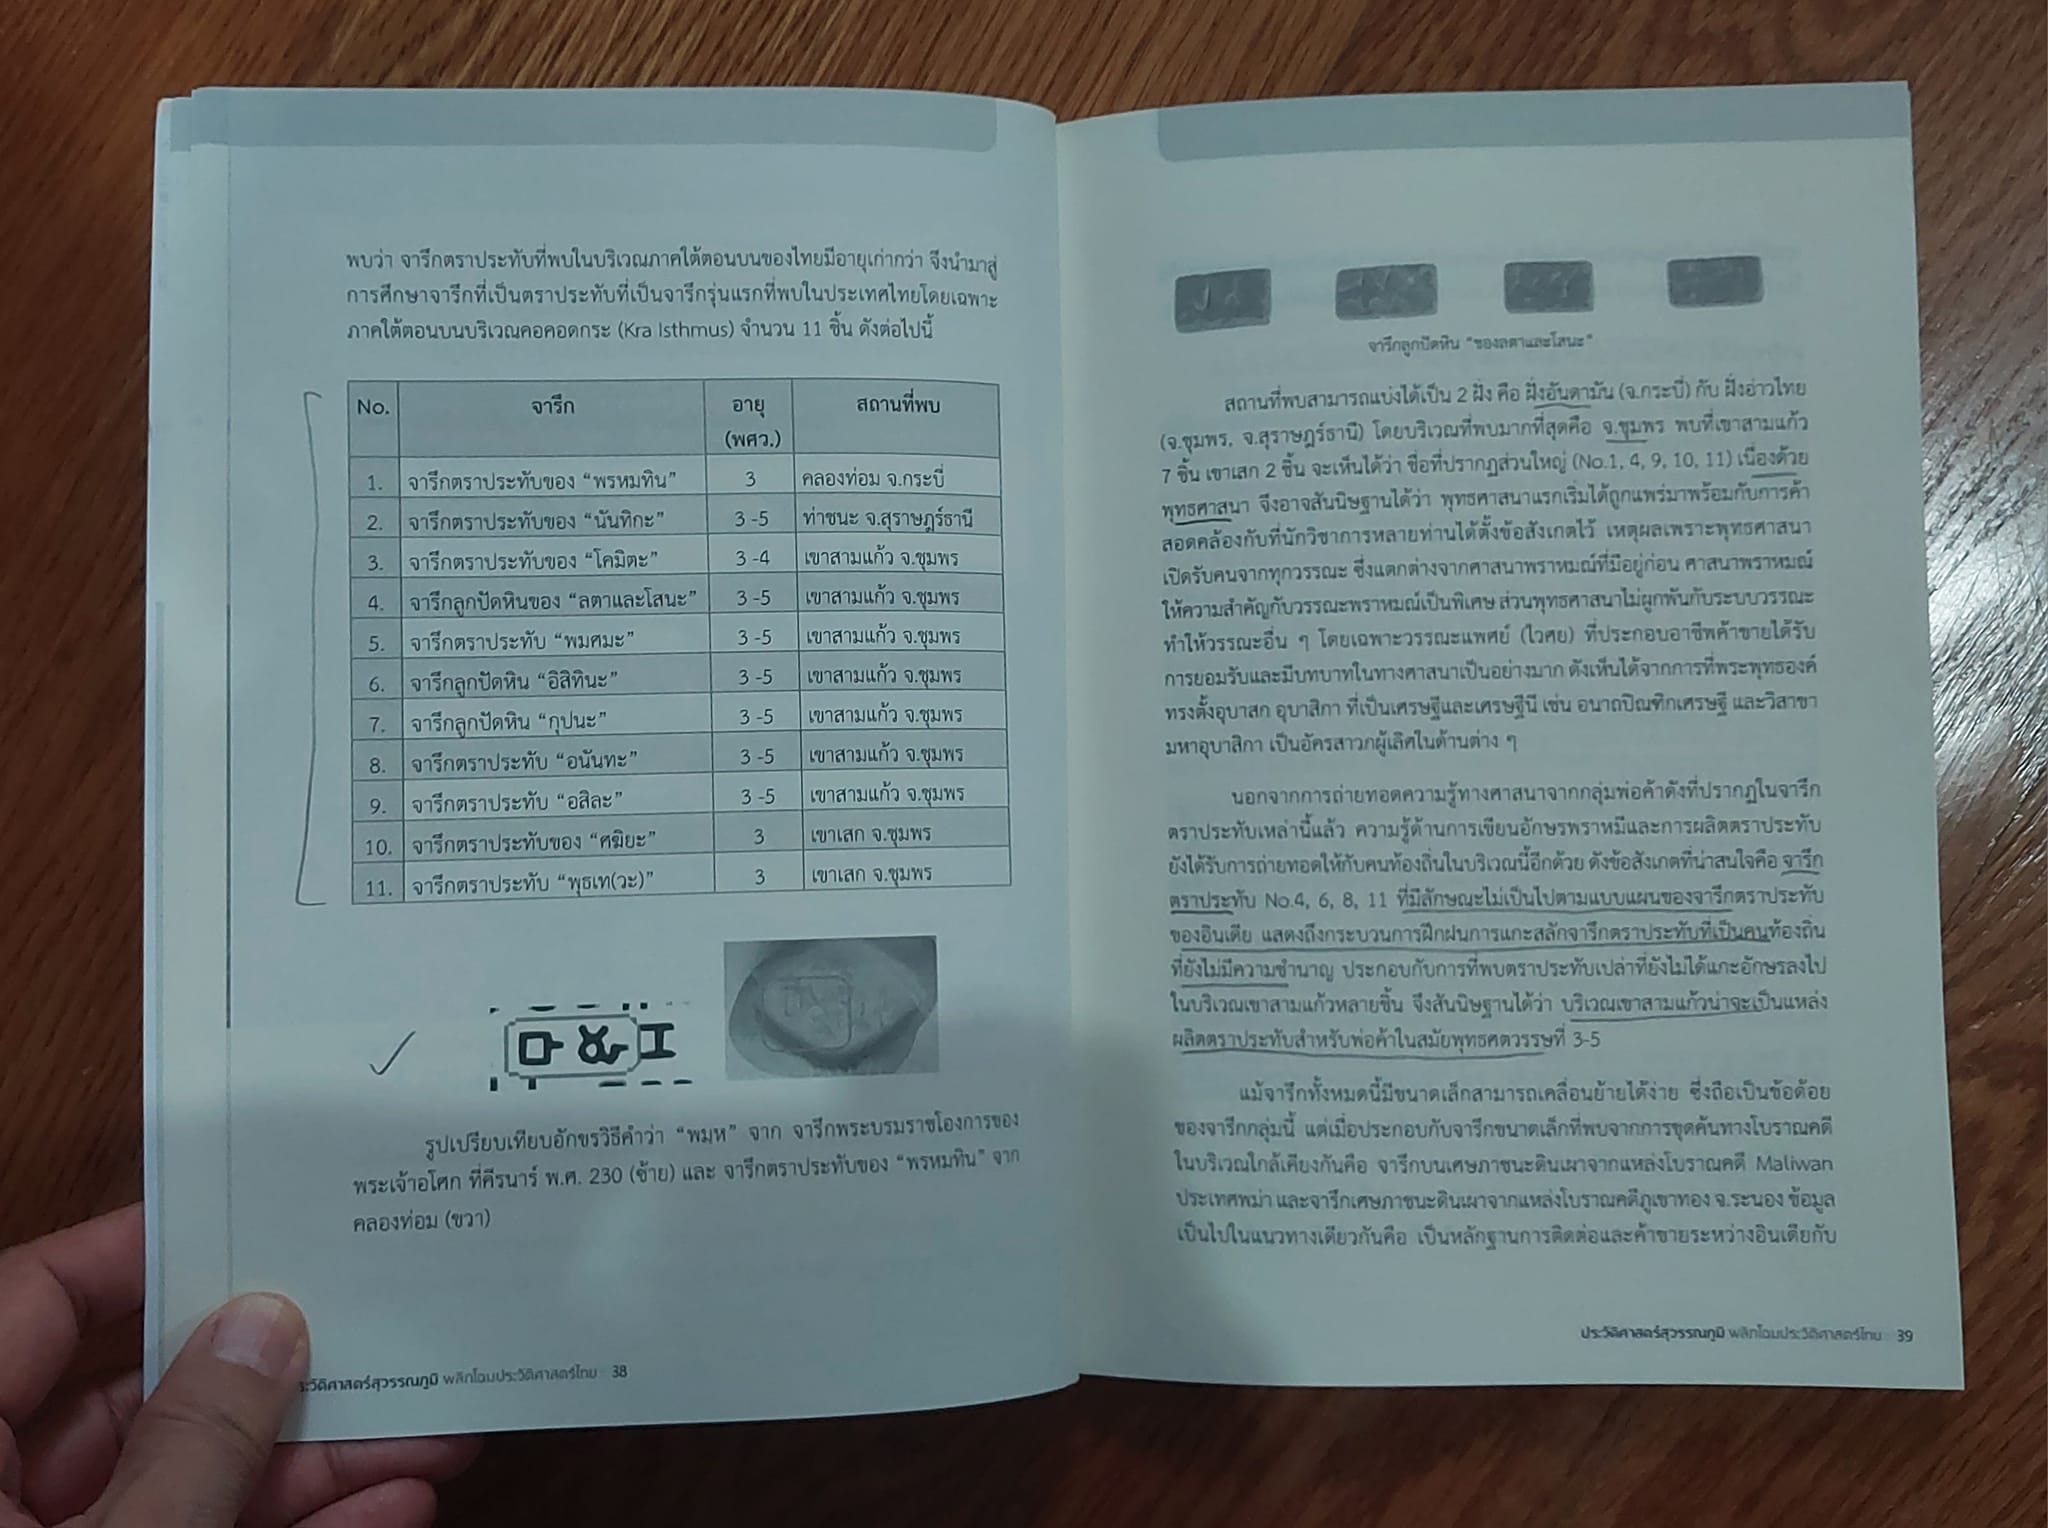 พบว่า จารึกตราประทับที่พบในบริเวณภาคใต้ตอนบนของไทยมีอายุเก่ากว่า จึงนำมาสู่
การศึกษาจารึกที่เป็นตราประทับที่เป็นจารึกรุ่นแรกที่พบในประเทศไทยโดยเฉพาะ
ภาคใต้ตอนบนบริเวณคอคอดกระ (Kra Isthmus) จำนวน 11 ชิ้น ดังต่อไปนี้
No. จารึก อายุ (พศว.) สถานที่พบ
1. จารึกตราประทับของ “พรหมทิน” 3 คลองท่อม จ.กระบี่
2. จารึกตราประทับของ “นันทิกะ” 3 -5 ท่าชนะ จ.สุราษฎร์ธานี
3. จารึกตราประทับของ “โคมิตะ” 3 -4 เขาสามแก้ว จ.ชุมพร
4. จารึกลูกปัดหินของ “ลตาและโสนะ” 3 -5 เขาสามแก้ว จ.ชุมพร
5. จารึกตราประทับ “พมศมะ” 3 -5 เขาสามแก้ว จ.ชุมพร
6. จารึกลูกปัดหิน “อิสิทินะ” 3 -5 เขาสามแก้ว จ.ชุมพร
7. จารึกลูกปัดหิน “กุปนะ” 3 -5 เขาสามแก้ว จ.ชุมพร
8. จารึกตราประทับ “อนันทะ” 3 -5 เขาสามแก้ว จ.ชุมพร
9. จารึกตราประทับ “อสิละ” 3 -5 เขาสามแก้ว จ.ชุมพร
10. จารึกตราประทับของ “ศฆิยะ” 3 เขาเสก จ.ชุมพร
11. จารึกตราประทับ “พุธเท(วะ)” 3 เขาเสก จ.ชุมพร
รูปเปรียบเทียบอักขรวิธีคำว่า “พมฺห” จาก จารึกพระบรมราชโองการของ
พระเจ้าอโศก ที่คีรนาร์ พ.ศ. 230 (ซ้าย) และ จารึกตราประทับของ “พรหมทิน” จาก
คลองท่อม (ขวา)
ระวัติศาสตร์สุวรรณภูมิ พลิกโฉมประวัติศาสตร์ไทย 38
จารึกลูกปัดหิน “ของลตาและโสนะ”
สถานที่พบสามารถแบ่งได้เป็น 2 ฝั่ง คือ ฝั่งอันดามัน (จ.กระบี่) กับ ฝั่งอ่าวไทย
(จ.ชุมพร, จ.สุราษฎร์ธานี) โดยบริเวณที่พบมากที่สุดคือ จ.ชุมพร พบที่เขาสามแก้ว
7 ชิ้น เขาเสก 2 ชิ้น จะเห็นได้ว่า ชื่อที่ปรากฏส่วนใหญ่ (No.1, 4, 9, 10, 11) เนื่องด้วย
พุทธศาสนา จึงอาจสันนิษฐานได้ว่า พุทธศาสนาแรกเริ่มได้ถูกแพร่มาพร้อมกับการค้า
สอดคล้องกับที่นักวิชาการหลายท่านได้ตั้งข้อสังเกตไว้ เหตุผลเพราะพุทธศาสนา
เปิดรับคนจากทุกวรรณะ ซึ่งแตกต่างจากศาสนาพราหมณ์ที่มีอยู่ก่อน ศาสนาพราหมณ์
ให้ความสำคัญกับวรรณะพราหมณ์เป็นพิเศษ ส่วนพุทธศาสนาไม่ผูกพันกับระบบวรรณะ
ทำให้วรรณะอื่น ๆ โดยเฉพาะวรรณะแพศย์ (ไวศยะ) ที่ประกอบอาชีพค้าขายได้รับ
การยอมรับและมีบทบาทในทางศาสนาเป็นอย่างมาก ดังเห็นได้จากการที่พระพุทธองค์
ทรงตั้งอุบาสก อุบาสิกา ที่เป็นเศรษฐีและเศรษฐีนี เช่น อนาถปิณฑิกเศรษฐี และวิสาขา
มหาอุบาสิกา เป็นอัครสาวกผู้เลิศในด้านต่าง ๆ
นอกจากการถ่ายทอดความรู้ทางศาสนาจากกลุ่มพ่อค้าดังที่ปรากฏในจารึก
ตราประทับเหล่านี้แล้ว ความรู้ด้านการเขียนอักษรพราหมีและการผลิตตราประทับ
ยังได้รับการถ่ายทอดให้กับคนท้องถิ่นในบริเวณนี้อีกด้วย ดังข้อสังเกตที่น่าสนใจคือ จารึก
ตราประทับ No.4, 6, 8, 11 ที่มีลักษณะไม่เป็นไปตามแบบแผนของจารึกตราประทับ
ของอินเดีย แสดงถึงกระบวนการฝึกฝนการแกะสลักจารึกตราประทับที่เป็นคนท้องถิ่น
ที่ยังไม่มีความชำนาญ ประกอบกับการที่พบตราประทับเปล่าที่ยังไม่ได้แกะอักษรลงไป
ในบริเวณเขาสามแก้วหลายชิ้น จึงสันนิษฐานได้ว่า บริเวณเขาสามแก้วน่าจะเป็นแหล่ง
ผลิตตราประทับสำหรับพ่อค้าในสมัยพุทธศตวรรษที่ 3-5
แม้จารึกทั้งหมดนี้มีขนาดเล็กสามารถเคลื่อนย้ายได้ง่าย ซึ่งถือเป็นข้อด้อย
ของจารึกกลุ่มนี้ แต่เมื่อประกอบกับจารึกขนาดเล็กที่พบจากการขุดค้นทางโบราณคดี
ในบริเวณใกล้เคียงกันคือ จารึกบนเศษภาชนะดินเผาจากแหล่งโบราณคดี Maliwan
ประเทศพม่า และจารึกเศษภาชนะดินเผาจากแหล่งโบราณคดีภูเขาทอง จ.ระนอง ข้อมูล
เป็นไปในแนวทางเดียวกันคือ เป็นหลักฐานการติดต่อและค้าขายระหว่างอินเดียกับ
ประวัติศาสตร์สุวรรณภูมิ พลิกโฉมประวัติศาสตร์ไทย 39